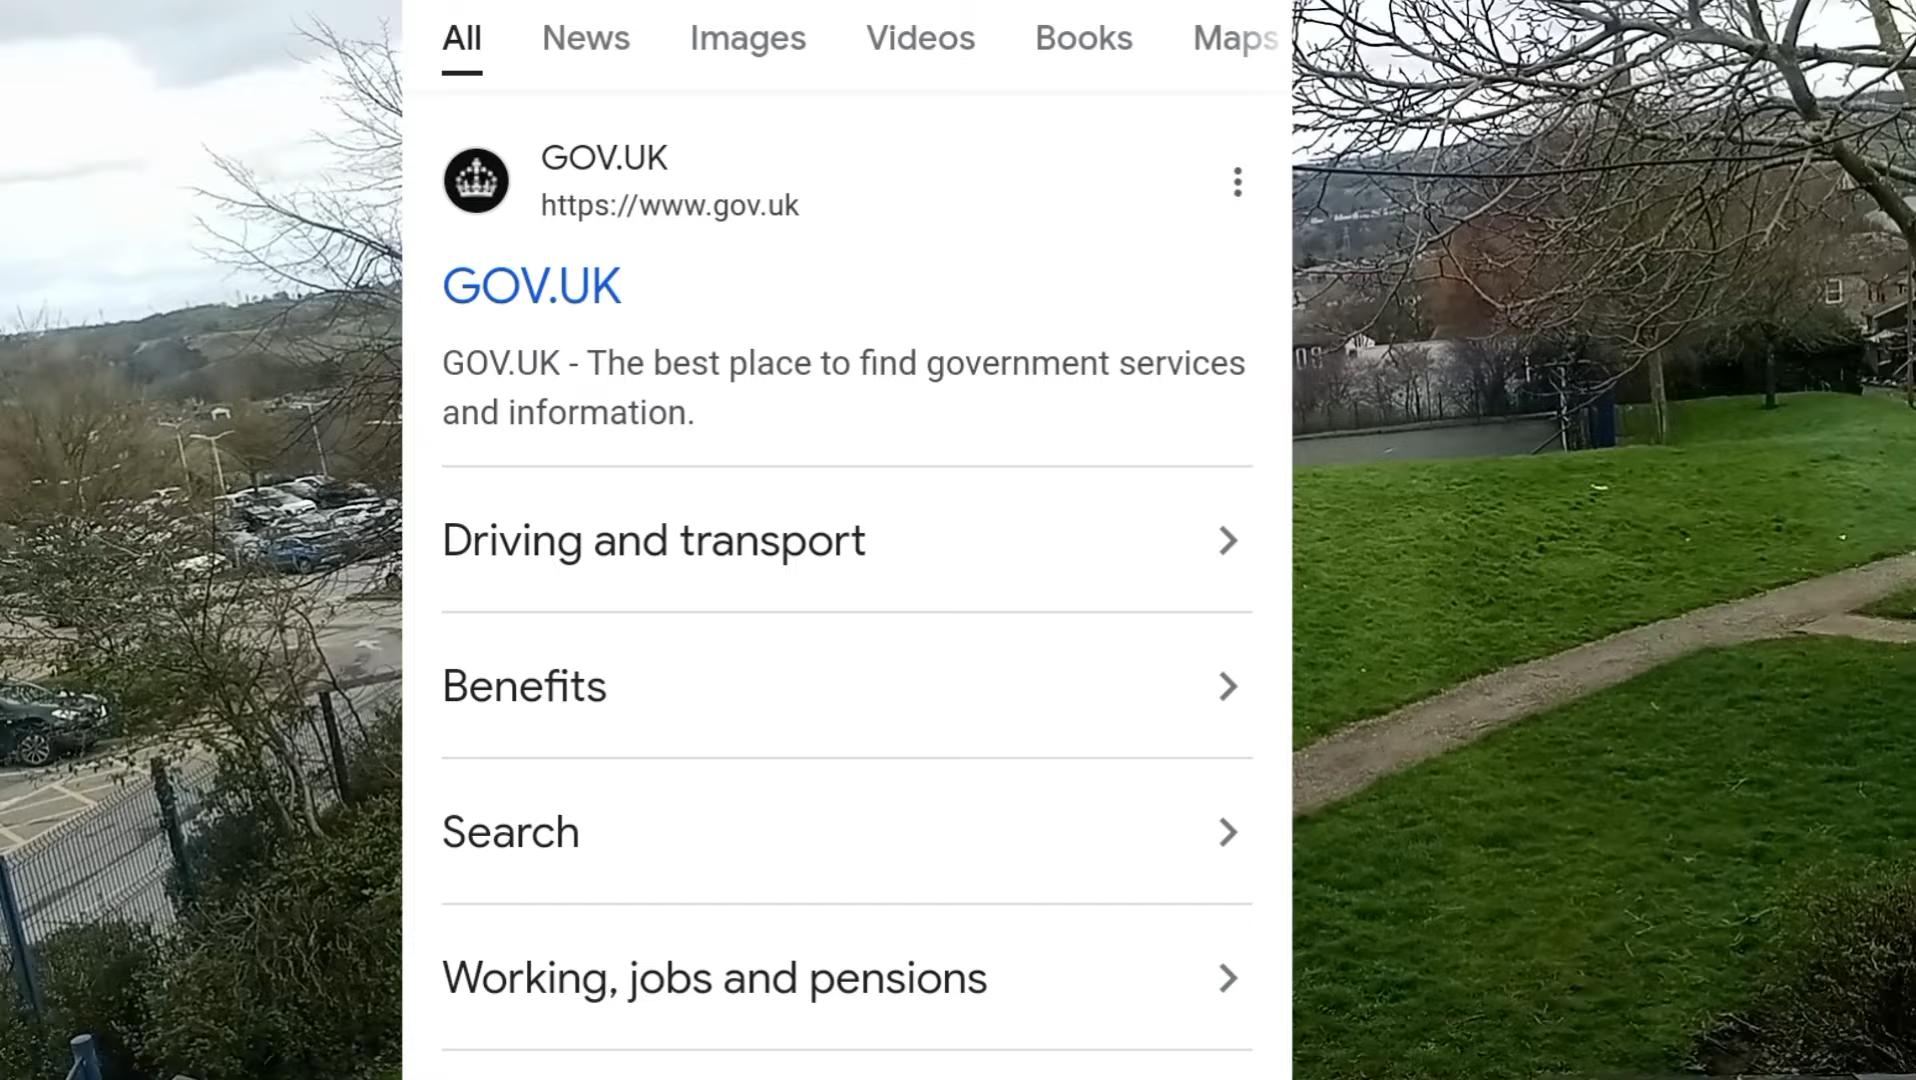 All News Images Videos Books Maps
GOV.UK
https://www.gov.uk
GOV.UK
GOV.UK - The best place to find government services
and information.
Driving and transport
Benefits
Search
Working, jobs and pensions